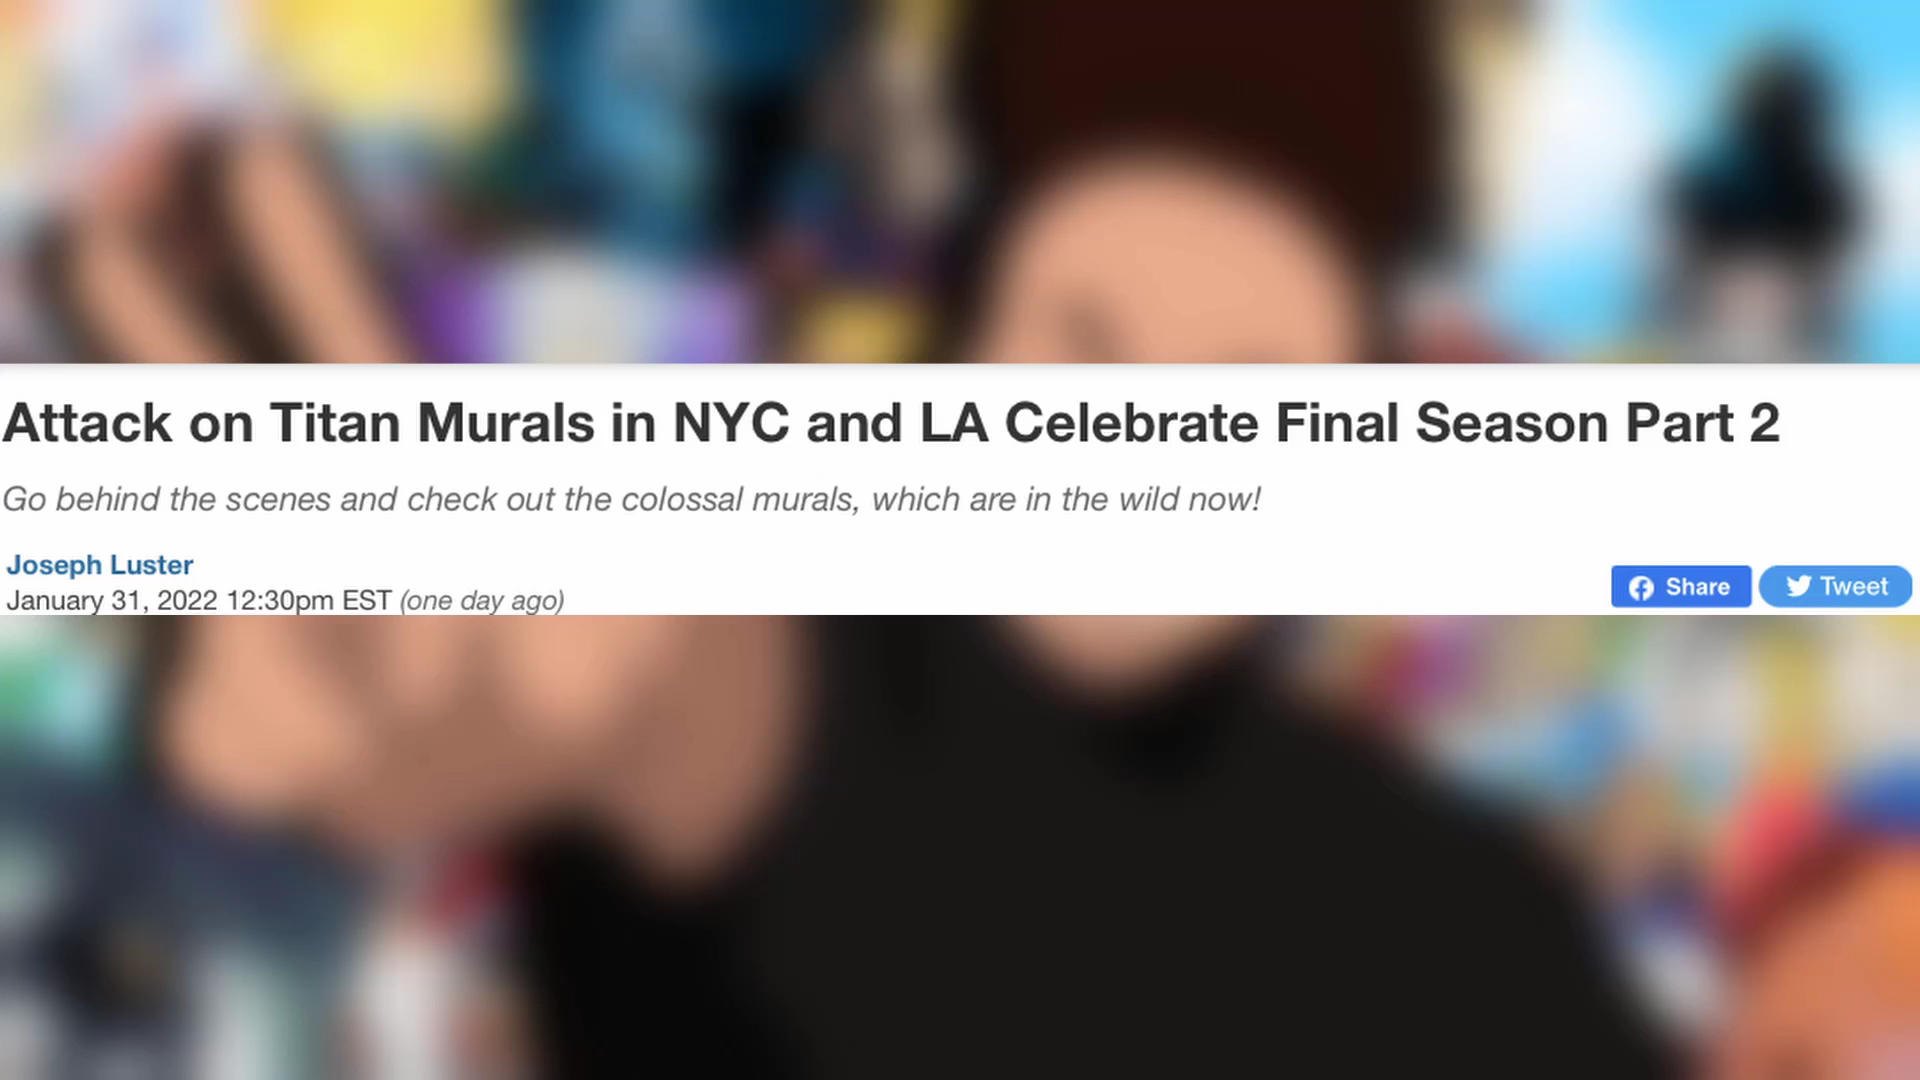 Attack on Titan Murals in NYC and LA Celebrate Final Season Part 2
Go behind the scenes and check out the colossal murals, which are in the wild now!
Joseph Luster
January 31, 2022 12:30pm EST (one day ago)
Share Tweet